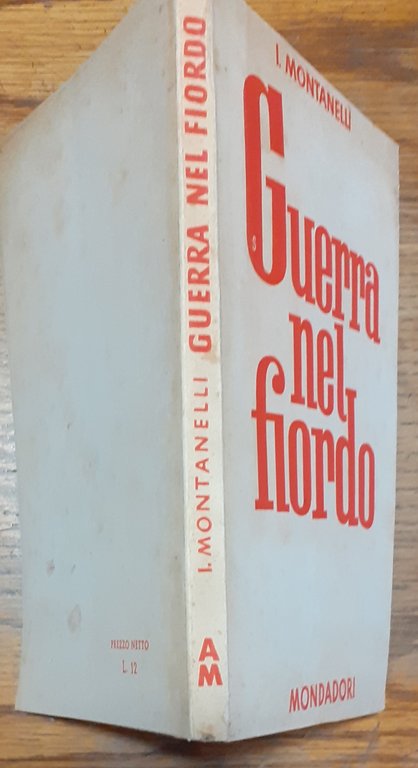 I. MONTANELLI
Guerra
S
nel
fiordo
MONDADORI
I. MONTANELLI GUERRA NEL FIORDO
AM
PREZZO NETTO
L. 12